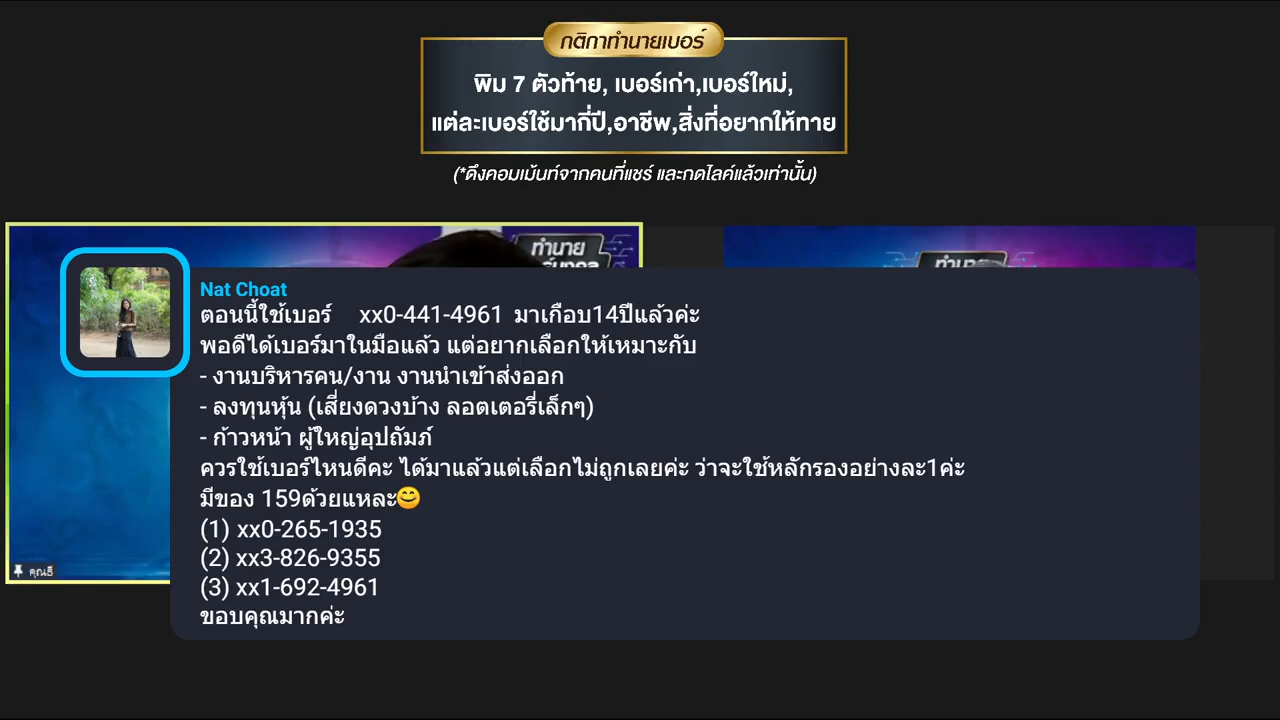 กติกาทำนายเบอร์
พิม 7 ตัวท้าย, เบอร์เก่า,เบอร์ใหม่,
แต่ละเบอร์ใช้มากี่ปี,อาชีพ,สิ่งที่อยากให้ทาย
(*ดึงคอมเม้นท์จากคนที่แชร์ และกดไลค์แล้วเท่านั้น)
ทำนาย
ทำนาย
Nat Choat
ตอนนี้ใช้เบอร์ xx0-441-4961 มาเกือบ14ปีแล้วค่ะ
พอดีได้เบอร์มาในมือแล้ว แต่อยากเลือกให้เหมาะกับ
- งานบริหารคน/งาน งานนำเข้าส่งออก
- ลงทุนหุ้น (เสี่ยงดวงบ้าง ลอตเตอรี่เล็กๆ)
- ก้าวหน้า ผู้ใหญ่อุปถัมภ์
ควรใช้เบอร์ไหนดีคะ ได้มาแล้วแต่เลือกไม่ถูกเลยค่ะ ว่าจะใช้หลักรองอย่างละ1ค่ะ
มีของ 159ด้วยแหละ😊
(1) xx0-265-1935
(2) xx3-826-9355
(3) xx1-692-4961
ขอบคุณมากค่ะ
คุณธี